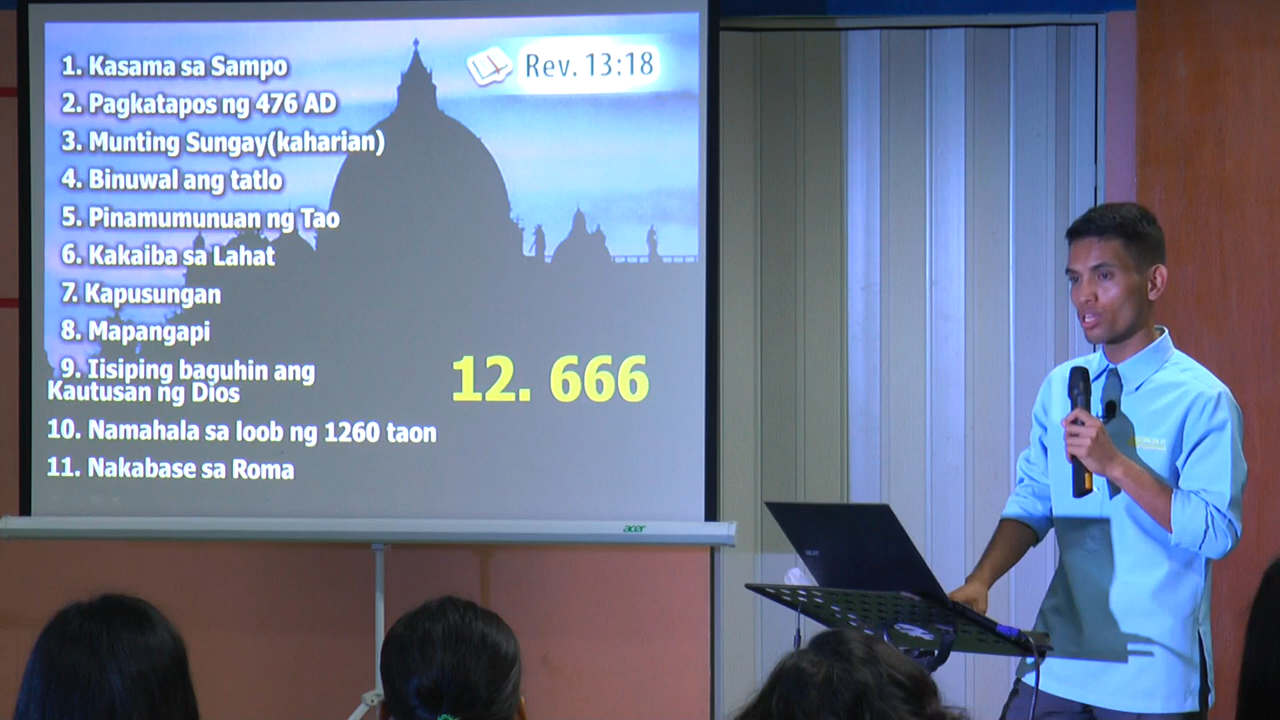 1. Kasama sa Sampo
Rev. 13:18
2. Pagkatapos ng 476 AD
3. Munting Sungay(kaharian)
4. Binuwal ang tatlo
5. Pinamumunuan ng Tao
6. Kakaiba sa Lahat
7. Kapusungan
8. Mapangapi
9. Iisiping baguhin ang
Kautusan ng Dios
12. 666
10. Namahala sa loob ng 1260 taon
11. Nakabase sa Roma
acer